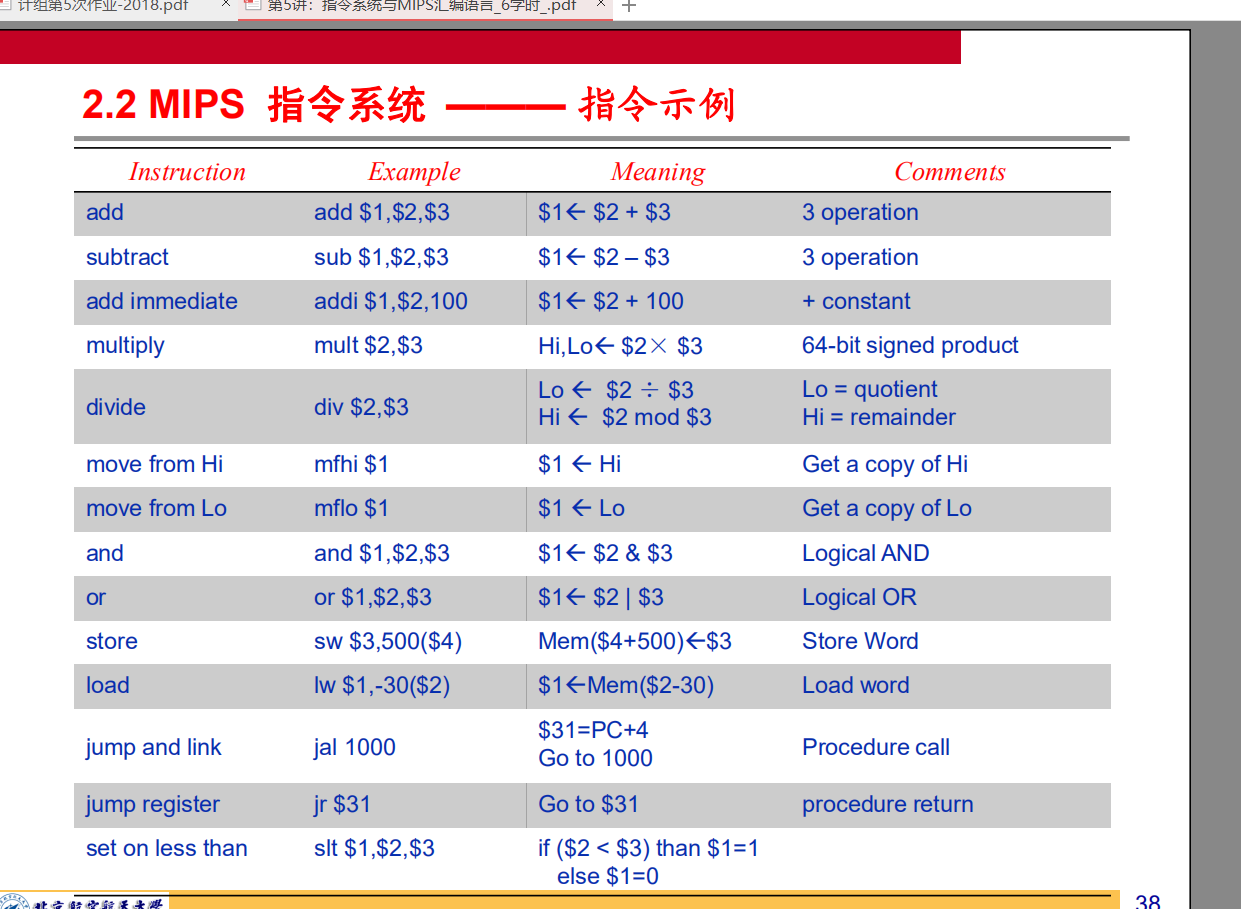 计组第5次作业-2018.pdf × 第5讲：指令系统与MIPS汇编语言_6学时_.pdf × +
2.2 MIPS 指令系统 ——— 指令示例
Instruction Example Meaning Comments
add add $1,$2,$3 $1← $2 + $3 3 operation
subtract sub $1,$2,$3 $1← $2 – $3 3 operation
add immediate addi $1,$2,100 $1← $2 + 100 + constant
multiply mult $2,$3 Hi,Lo← $2× $3 64-bit signed product
divide div $2,$3 Lo ← $2 ÷ $3 Lo = quotient
Hi ← $2 mod $3 Hi = remainder
move from Hi mfhi $1 $1 ← Hi Get a copy of Hi
move from Lo mflo $1 $1 ← Lo Get a copy of Lo
and and $1,$2,$3 $1← $2 & $3 Logical AND
or or $1,$2,$3 $1← $2 | $3 Logical OR
store sw $3,500($4) Mem($4+500)←$3 Store Word
load lw $1,-30($2) $1←Mem($2-30) Load word
jump and link jal 1000 $31=PC+4
Go to 1000 Procedure call
jump register jr $31 Go to $31 procedure return
set on less than slt $1,$2,$3 if ($2 < $3) than $1=1
else $1=0
北京航空航天大学 38